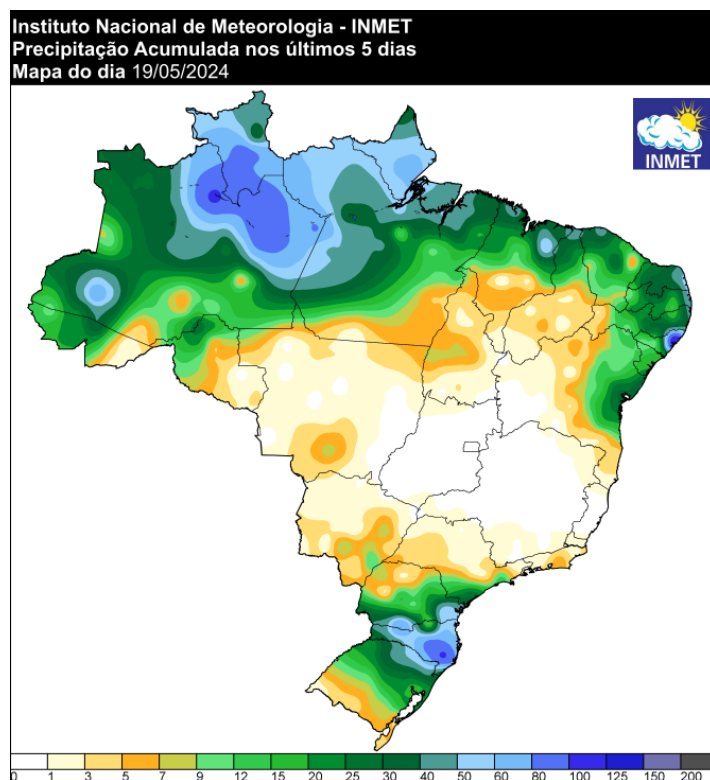 Instituto Nacional de Meteorologia - INMET
Precipitação Acumulada nos últimos 5 dias
Mapa do dia 19/05/2024
INMET
0 1 3 5 7 9 12 15 20 25 30 40 50 60 80 100 125 150 200